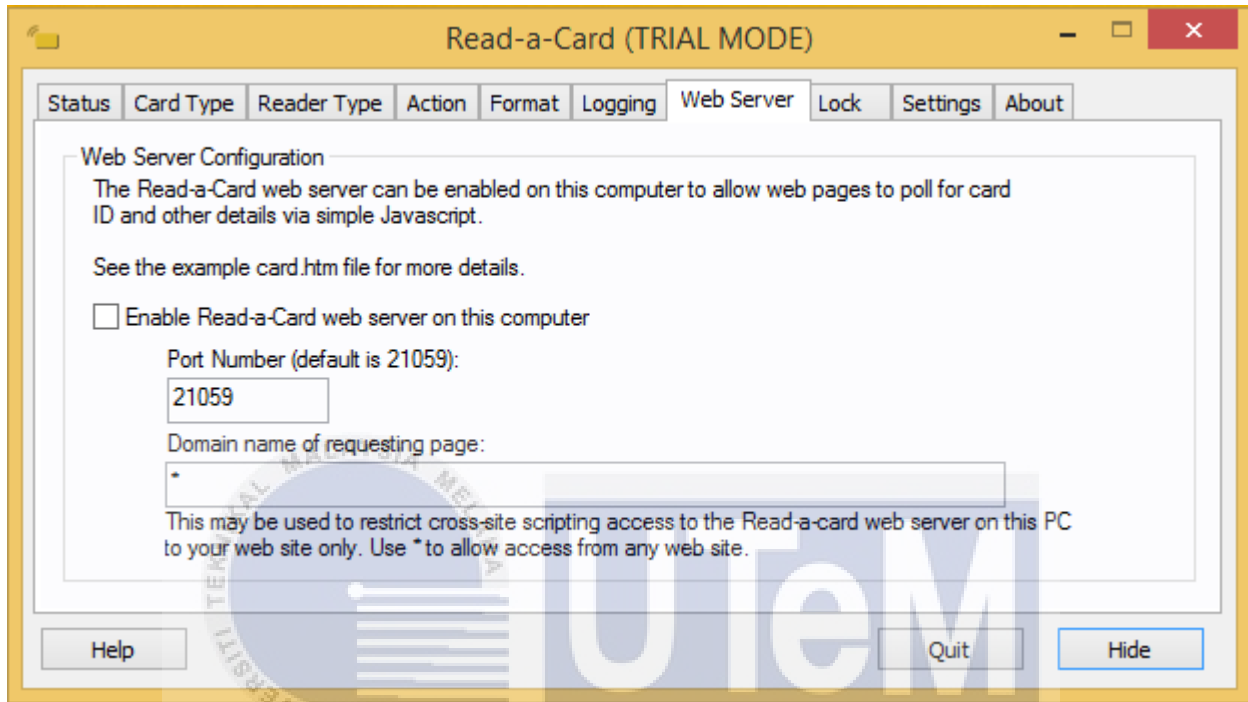 Read-a-Card (TRIAL MODE)
Status Card Type Reader Type Action Format Logging Web Server Lock Settings About
Web Server Configuration
The Read-a-Card web server can be enabled on this computer to allow web pages to poll for card
ID and other details via simple Javascript.
See the example card.htm file for more details.
Enable Read-a-Card web server on this computer
Port Number (default is 21059):
21059
Domain name of requesting page:
*
This may be used to restrict cross-site scripting access to the Read-a-card web server on this PC
to your web site only. Use * to allow access from any web site.
TEKNIKAL MALAYSIA MELAKA
UTeM
Help Quit Hide